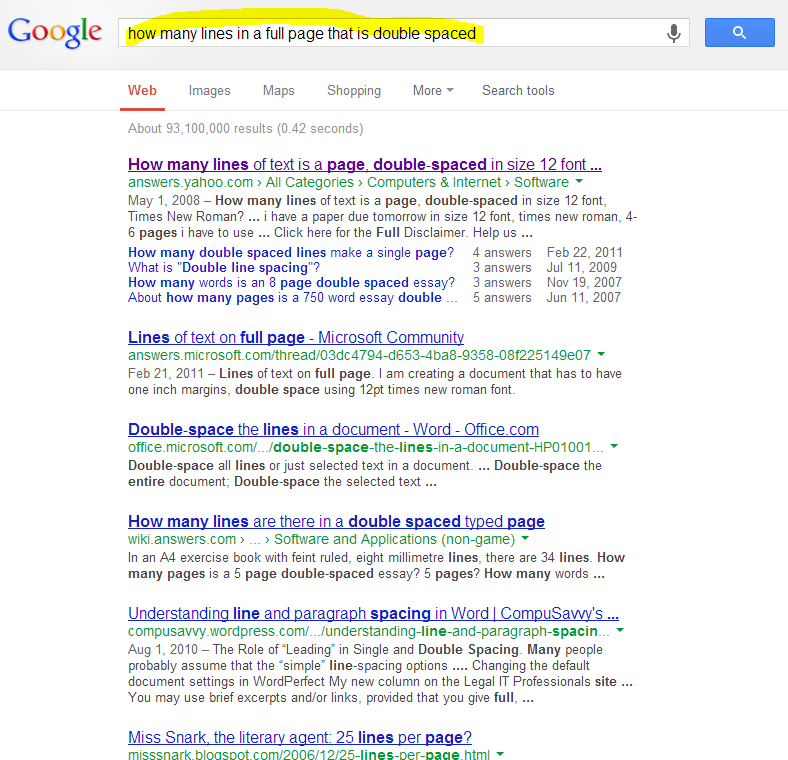 Google
how many lines in a full page that is double spaced
Web Images Maps Shopping More Search tools
About 93,100,000 results (0.42 seconds)
How many lines of text is a page, double-spaced in size 12 font ...
answers.yahoo.com › All Categories › Computers & Internet › Software
May 1, 2008 – How many lines of text is a page, double-spaced in size 12 font,
Times New Roman? ... i have a paper due tomorrow in size 12 font, times new roman, 4-
6 pages i have to use ... Click here for the Full Disclaimer. Help us ...
How many double spaced lines make a single page? 4 answers Feb 22, 2011
What is "Double line spacing"? 3 answers Jul 11, 2009
How many words is an 8 page double spaced essay? 3 answers Nov 19, 2007
About how many pages is a 750 word essay double ... 5 answers Jun 11, 2007
Lines of text on full page - Microsoft Community
answers.microsoft.com/thread/03dc4794-d653-4ba8-9358-08f225149e07
Feb 21, 2011 – Lines of text on full page. I am creating a document that has to have
one inch margins, double space using 12pt times new roman font.
Double-space the lines in a document - Word - Office.com
office.microsoft.com/.../double-space-the-lines-in-a-document-HP01001...
Double-space all lines or just selected text in a document. ... Double-space the
entire document; Double-space the selected text ...
How many lines are there in a double spaced typed page
wiki.answers.com › ... › Software and Applications (non-game)
In an A4 exercise book with feint ruled, eight millimetre lines, there are 34 lines. How
many pages is a 5 page double-spaced essay? 5 pages? How many words ...
Understanding line and paragraph spacing in Word | CompuSavvy's ...
compusavvy.wordpress.com/.../understanding-line-and-paragraph-spacin...
Aug 1, 2010 – The Role of “Leading” in Single and Double Spacing. Many people
probably assume that the “simple” line-spacing options .... Changing the default
document settings in WordPerfect My new column on the Legal IT Professionals site ...
You may use brief excerpts and/or links, provided that you give full, ...
Miss Snark, the literary agent: 25 lines per page?
misssnark.blogspot.com/2006/12/25-lines-per-page.html